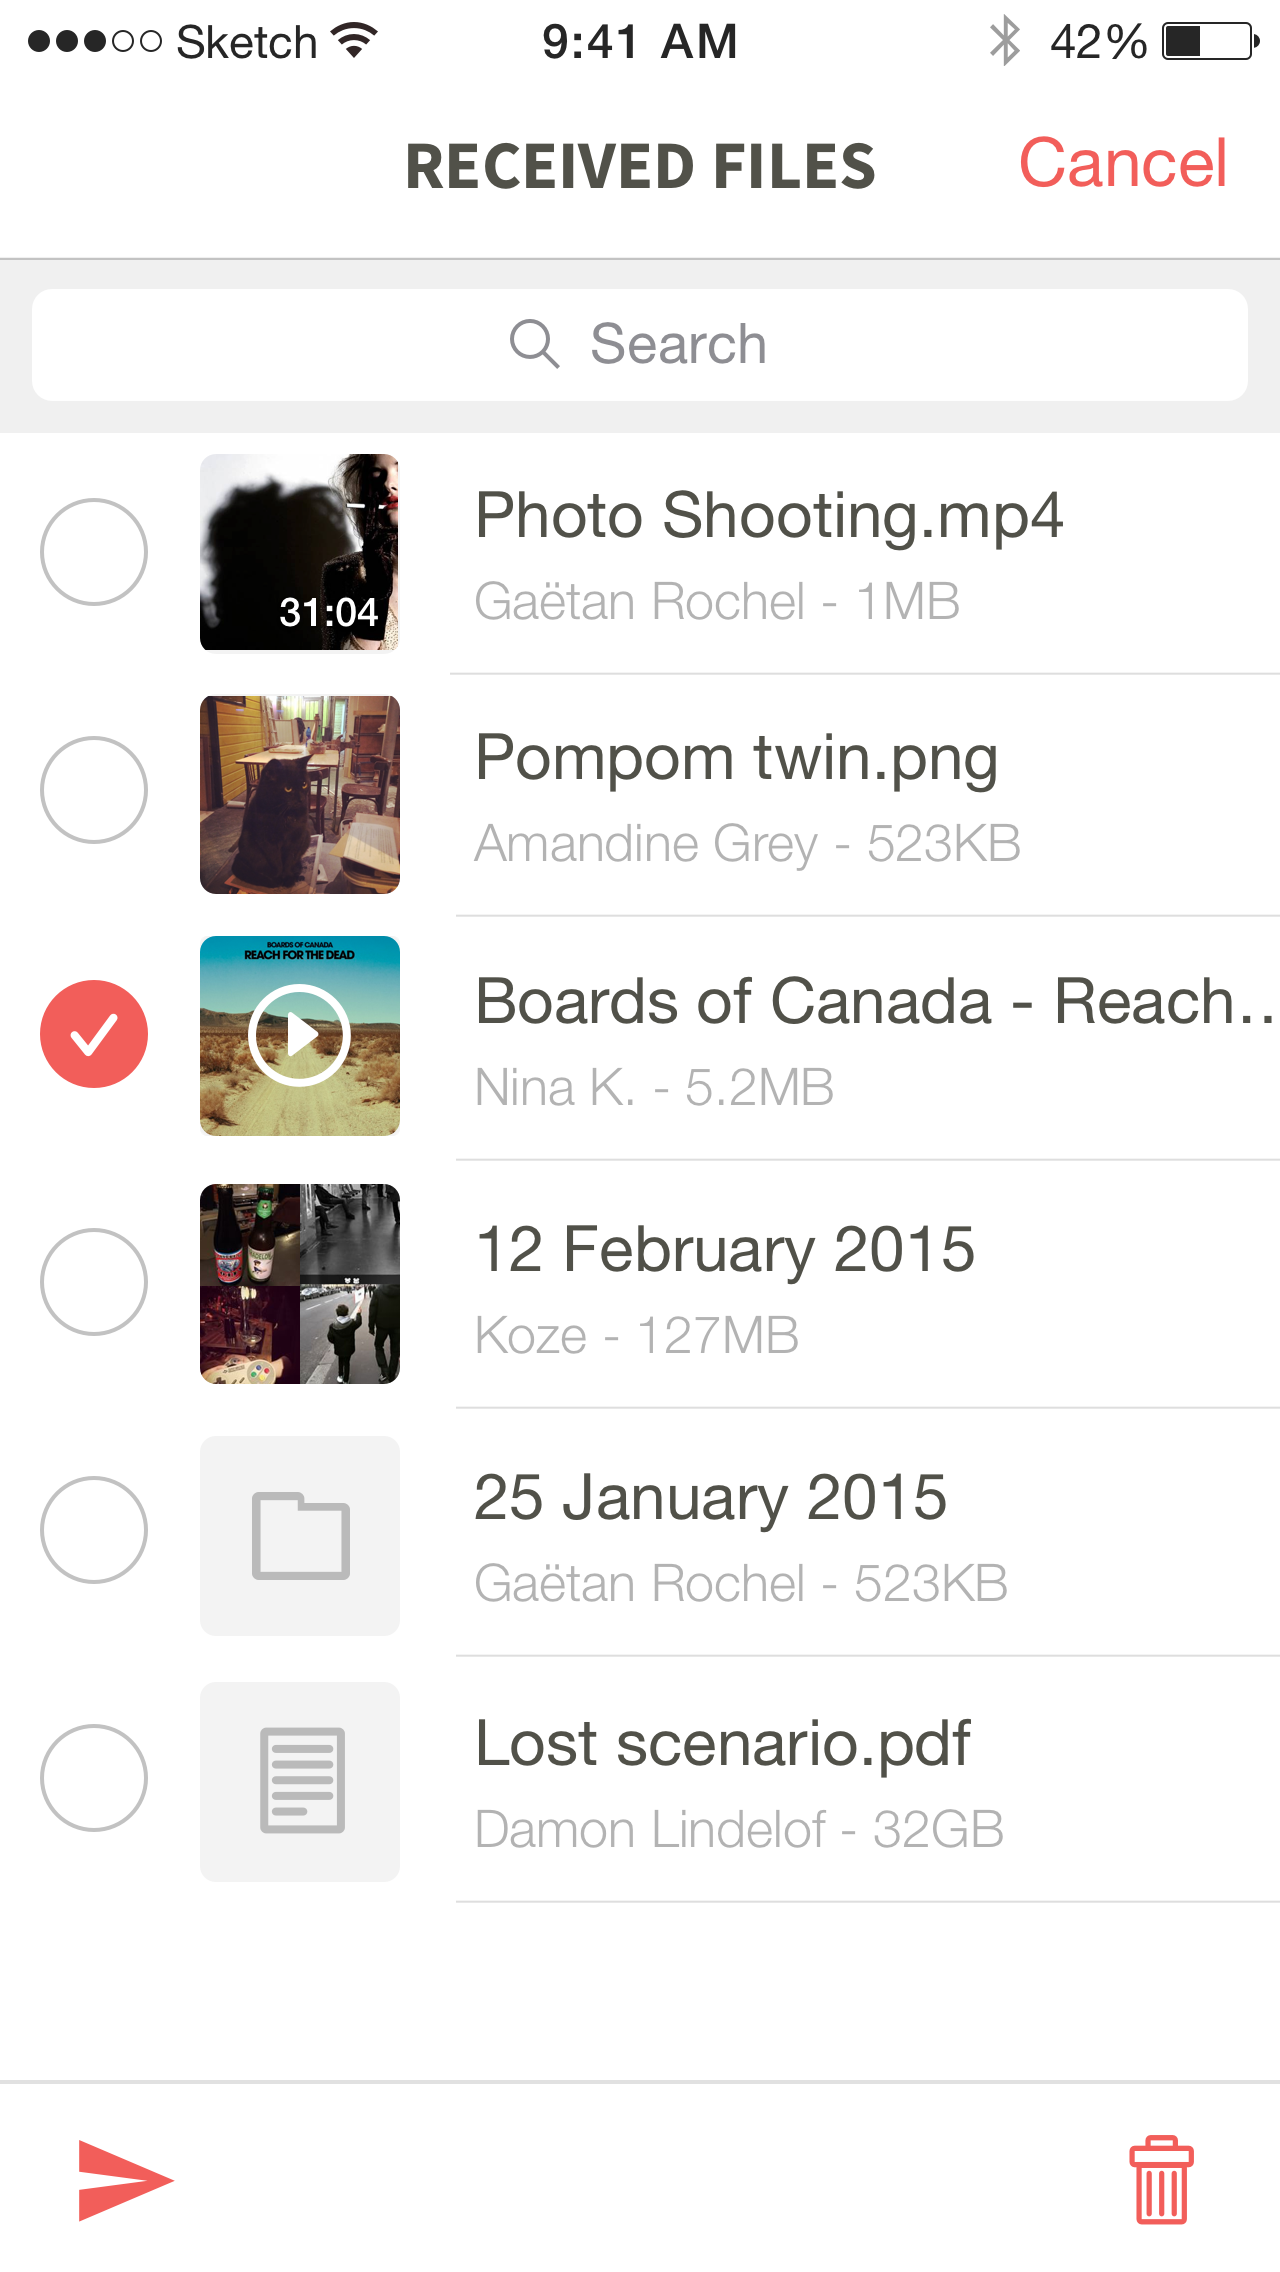 Sketch 9:41 AM 42%
RECEIVED FILES Cancel
Search
31:04
Photo Shooting.mp4
Gaëtan Rochel - 1MB
Pompom twin.png
Amandine Grey - 523KB
BOARDS OF CANADA
REACH FOR THE DEAD
Boards of Canada - Reach..
Nina K. - 5.2MB
12 February 2015
Koze - 127MB
25 January 2015
Gaëtan Rochel - 523KB
Lost scenario.pdf
Damon Lindelof - 32GB